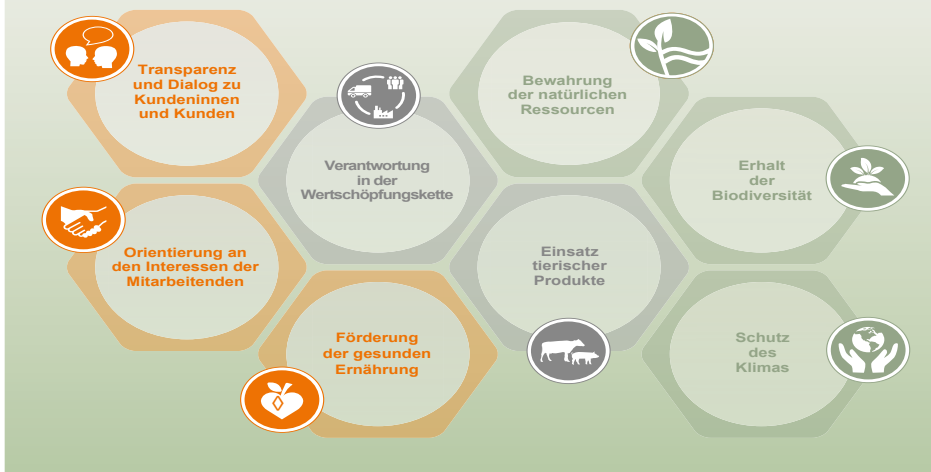 Transparenz
und Dialog zu
Kundeninnen
und Kunden
Verantwortung
in der
Wertschöpfungskette
Bewahrung
der natürlichen
Ressourcen
Erhalt
der
Biodiversität
Orientierung an
den Interessen der
Mitarbeitenden
Einsatz
tierischer
Produkte
Förderung
der gesunden
Ernährung
Schutz
des
Klimas